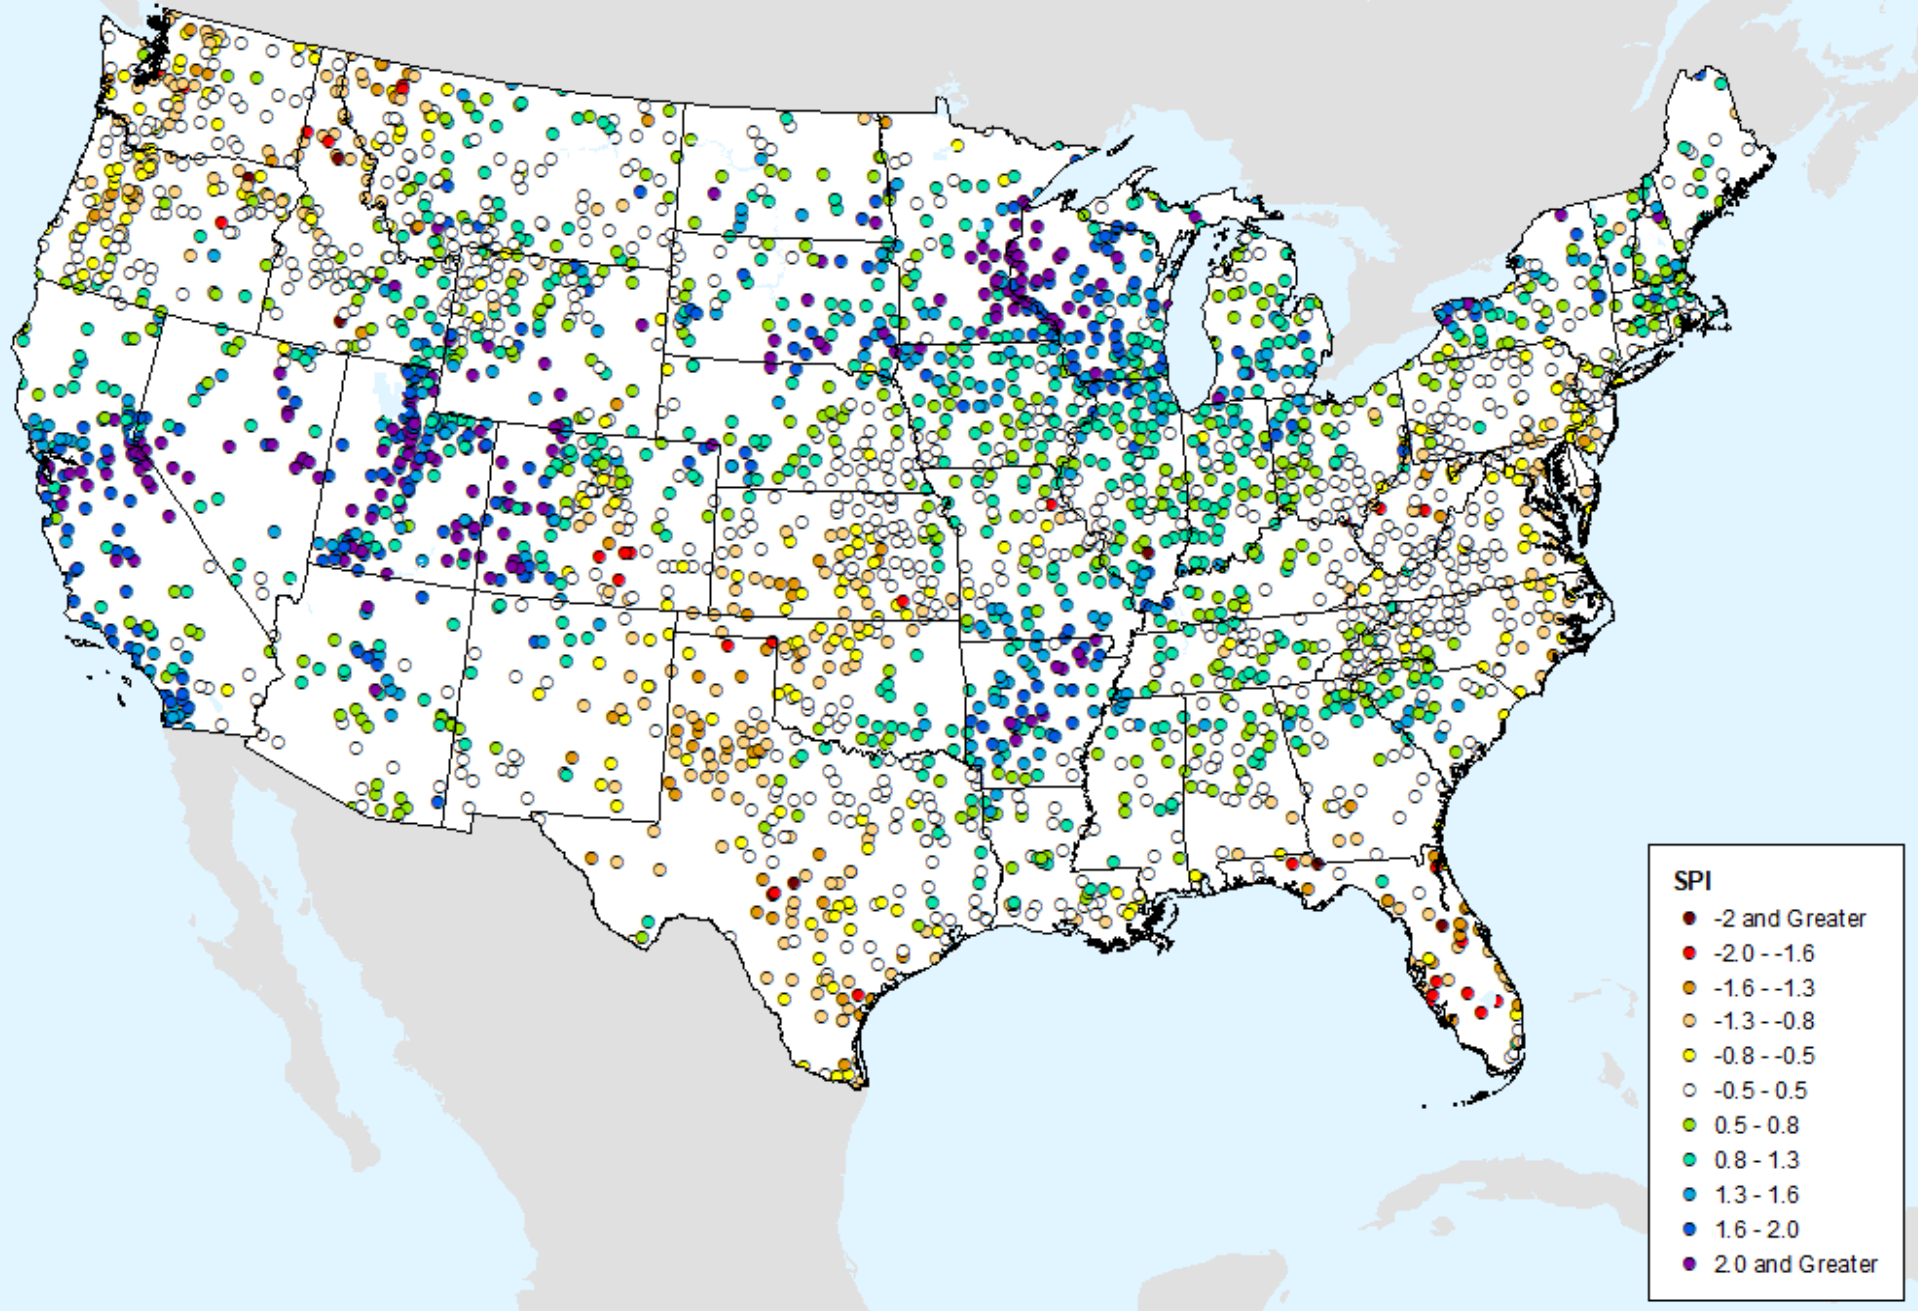 SPI
-2 and Greater
-2.0 - -1.6
-1.6 - -1.3
-1.3 - -0.8
-0.8 - -0.5
-0.5 - 0.5
0.5 - 0.8
0.8 - 1.3
1.3 - 1.6
1.6 - 2.0
2.0 and Greater